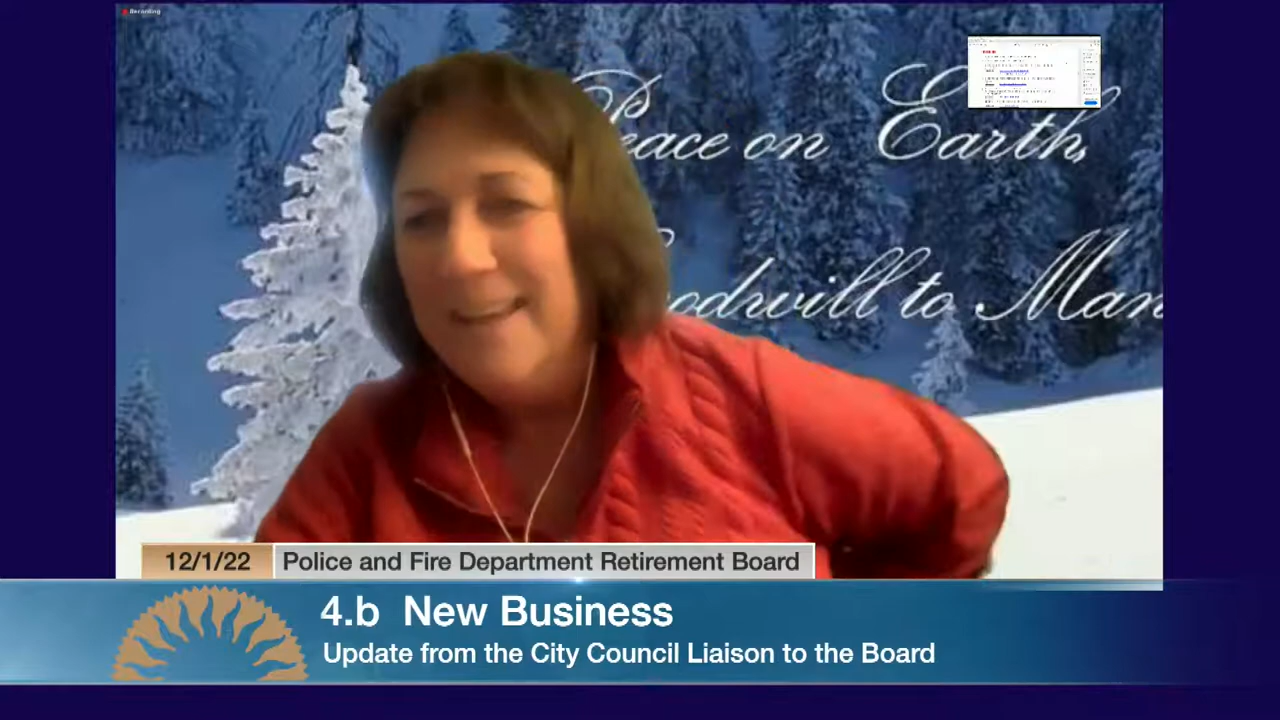 Recording
Peace on Earth,
oodwill to Man
12/1/22 Police and Fire Department Retirement Board
4.b New Business
Update from the City Council Liaison to the Board